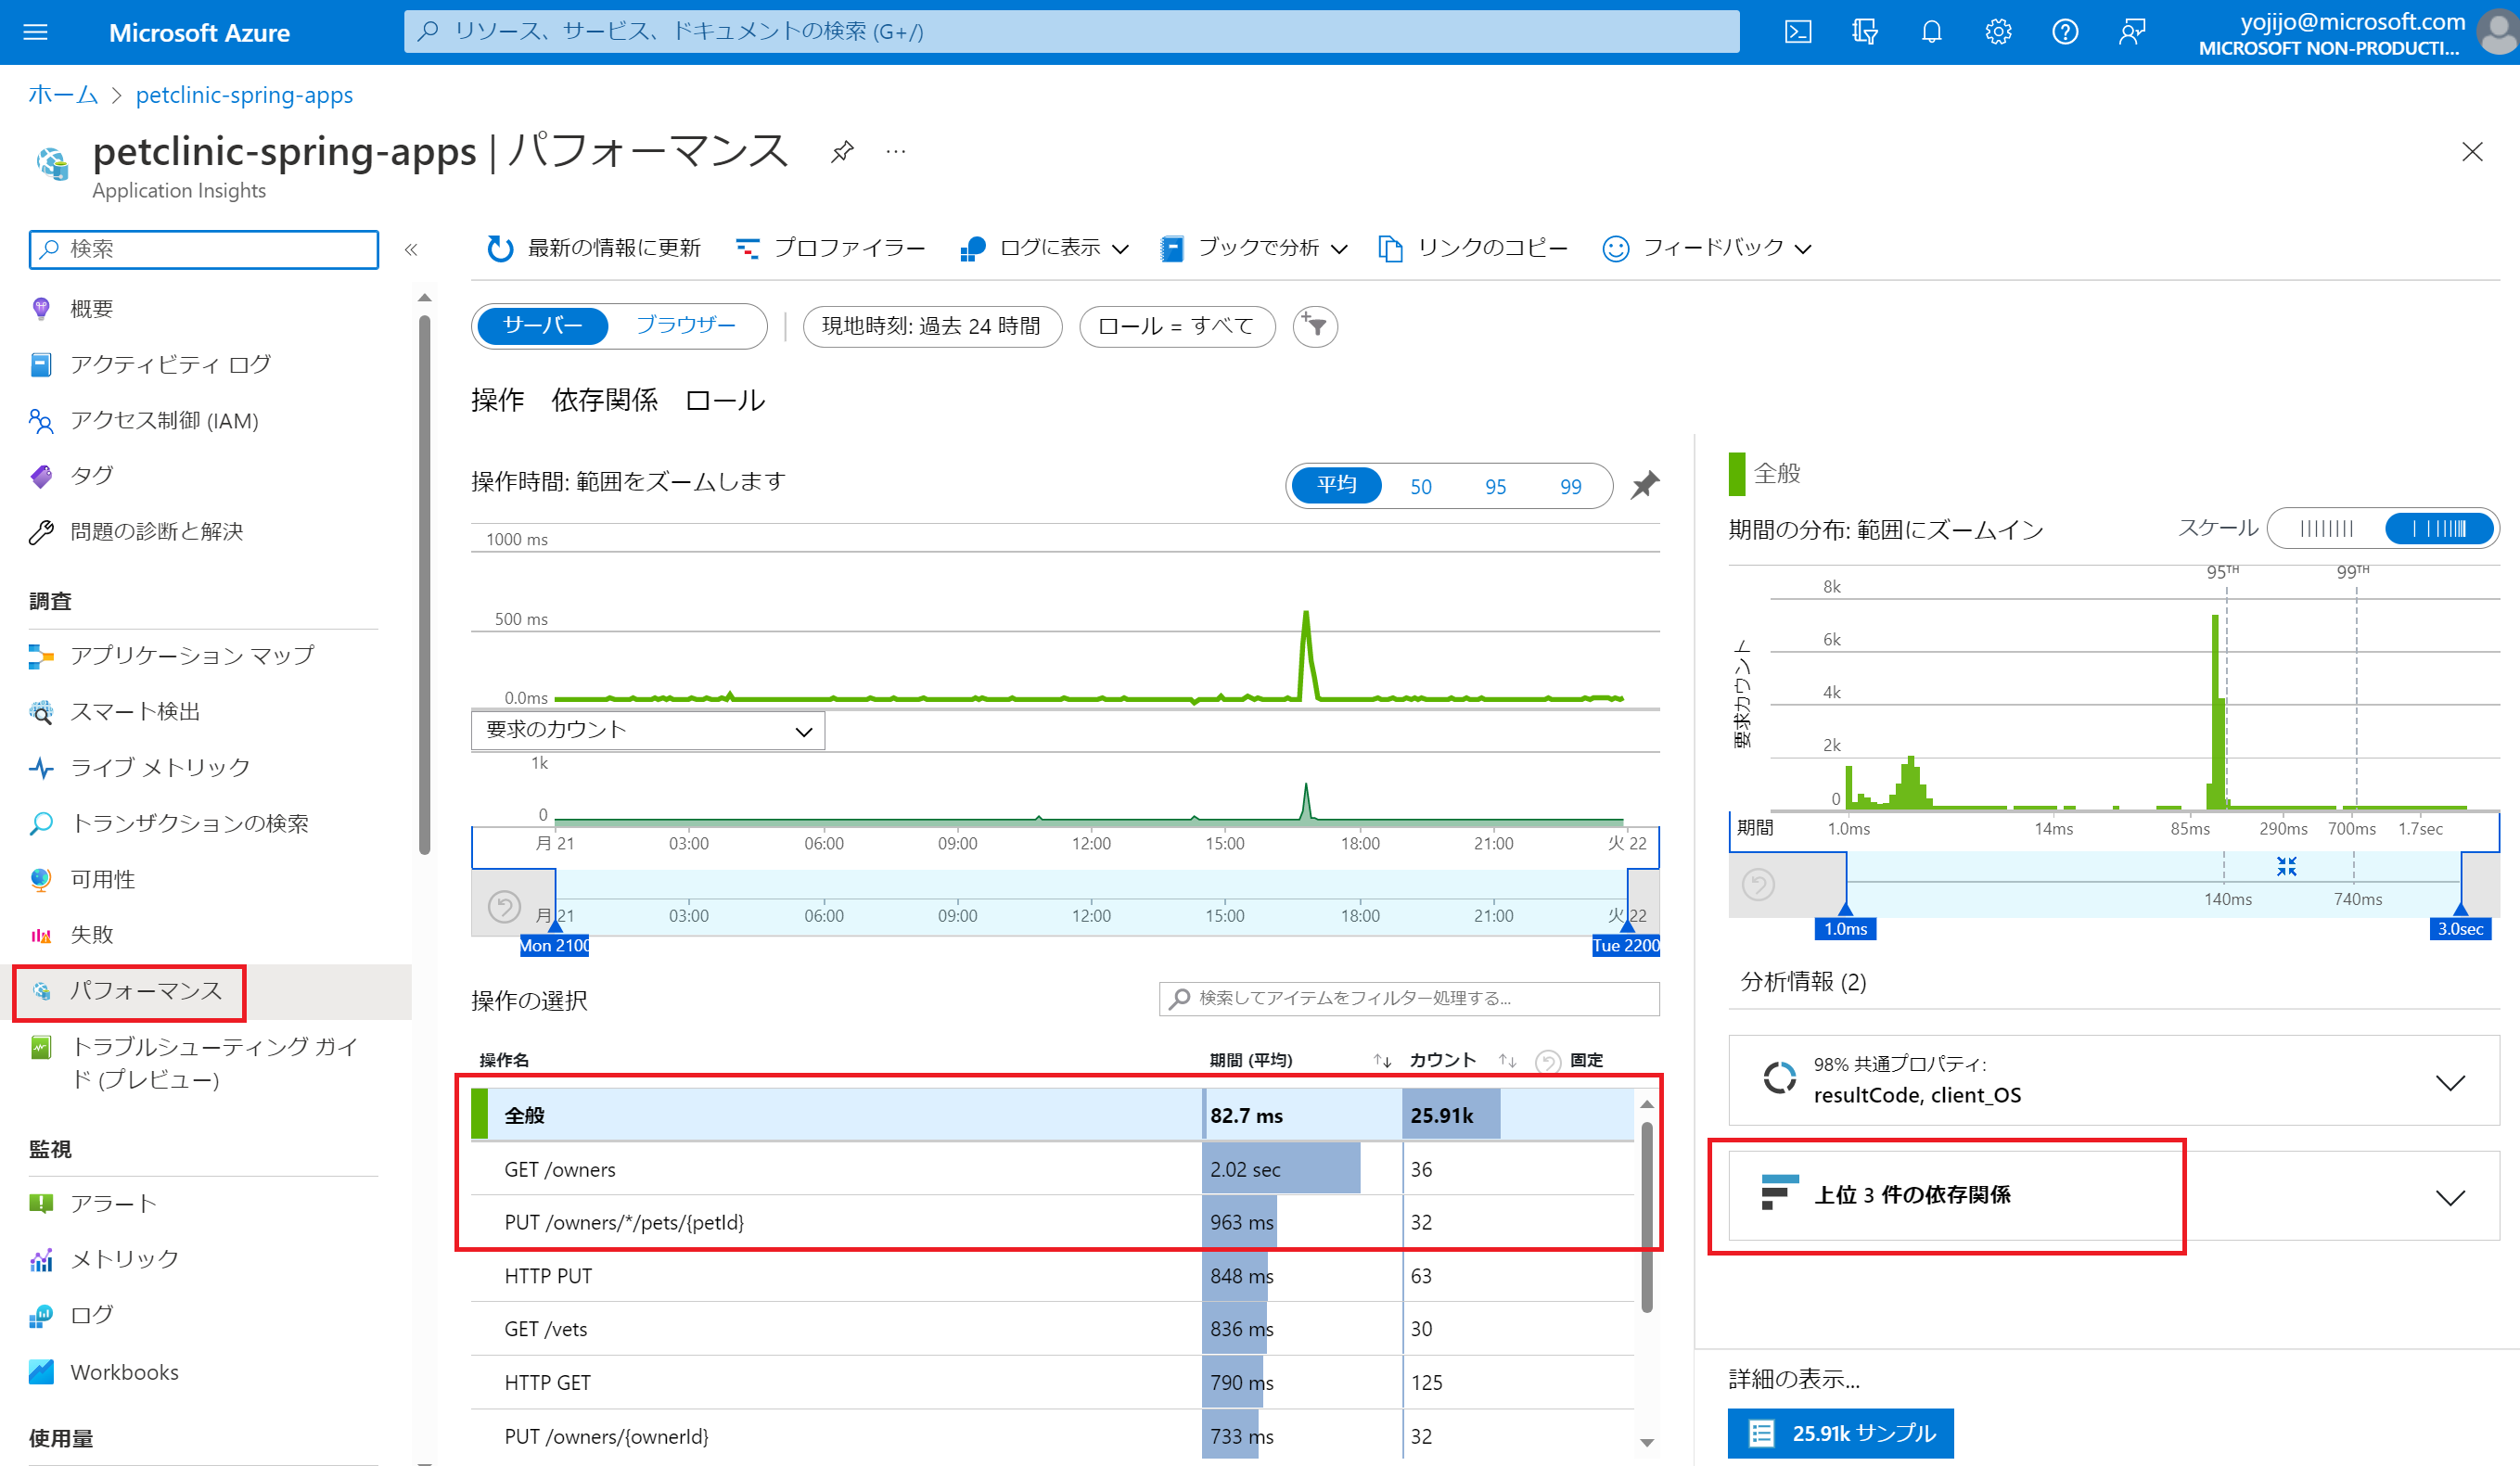 Microsoft Azure
リソース、サービス、ドキュメントの検索 (G+/)
yojijo@microsoft.com
MICROSOFT NON-PRODUCTI...
ホーム > petclinic-spring-apps
petclinic-spring-apps | パフォーマンス
Application Insights
検索
«
概要
アクティビティ ログ
アクセス制御 (IAM)
タグ
問題の診断と解決
調査
アプリケーション マップ
スマート検出
ライブ メトリック
トランザクションの検索
可用性
失敗
パフォーマンス
トラブルシューティング ガイ
ド (プレビュー)
監視
アラート
メトリック
ログ
Workbooks
使用量
最新の情報に更新 プロファイラー ログに表示 ブックで分析 リンクのコピー フィードバック
サーバー ブラウザー 現地時刻: 過去 24 時間 ロール = すべて
操作 依存関係 ロール
操作時間: 範囲をズームします
平均 50 95 99
1000 ms
500 ms
0.0ms
要求のカウント
1k
0
月 21 03:00 06:00 09:00 12:00 15:00 18:00 21:00 火 22
月 21 03:00 06:00 09:00 12:00 15:00 18:00 21:00 火 22
Mon 2100 Tue 2200
操作の選択
検索してアイテムをフィルター処理する...
操作名 期間 (平均) カウント 固定
全般 82.7 ms 25.91k
GET /owners 2.02 sec 36
PUT /owners/*/pets/{petId} 963 ms 32
HTTP PUT 848 ms 63
GET /vets 836 ms 30
HTTP GET 790 ms 125
PUT /owners/{ownerId} 733 ms 32
全般
期間の分布: 範囲にズームイン
スケール
95TH 99TH
8k
6k
4k
2k
0
要求カウント
期間 1.0ms 14ms 85ms 290ms 700ms 1.7sec
140ms 740ms
1.0ms 3.0sec
分析情報 (2)
98% 共通プロパティ:
resultCode, client_OS
上位 3 件の依存関係
詳細の表示...
25.91k サンプル